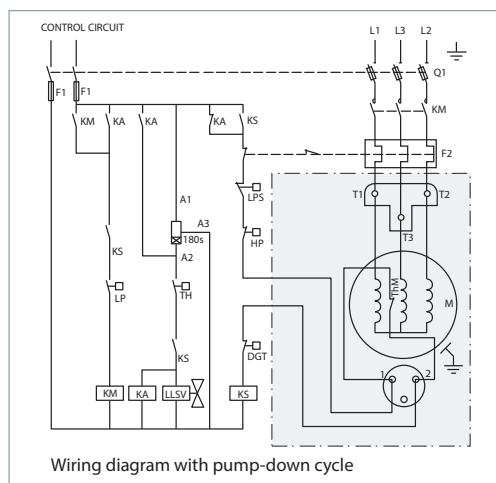 CONTROL CIRCUIT
L1 L3 L2
Q1
F1 F1
KM KA KA KA KS KM
F2
A1
LPS
T1 T2
A3
180s
HP
T3
A2
KS
ThM
TH
LP
M
KS
DGT
1 2
KM KA LLSV KS
Wiring diagram with pump-down cycle